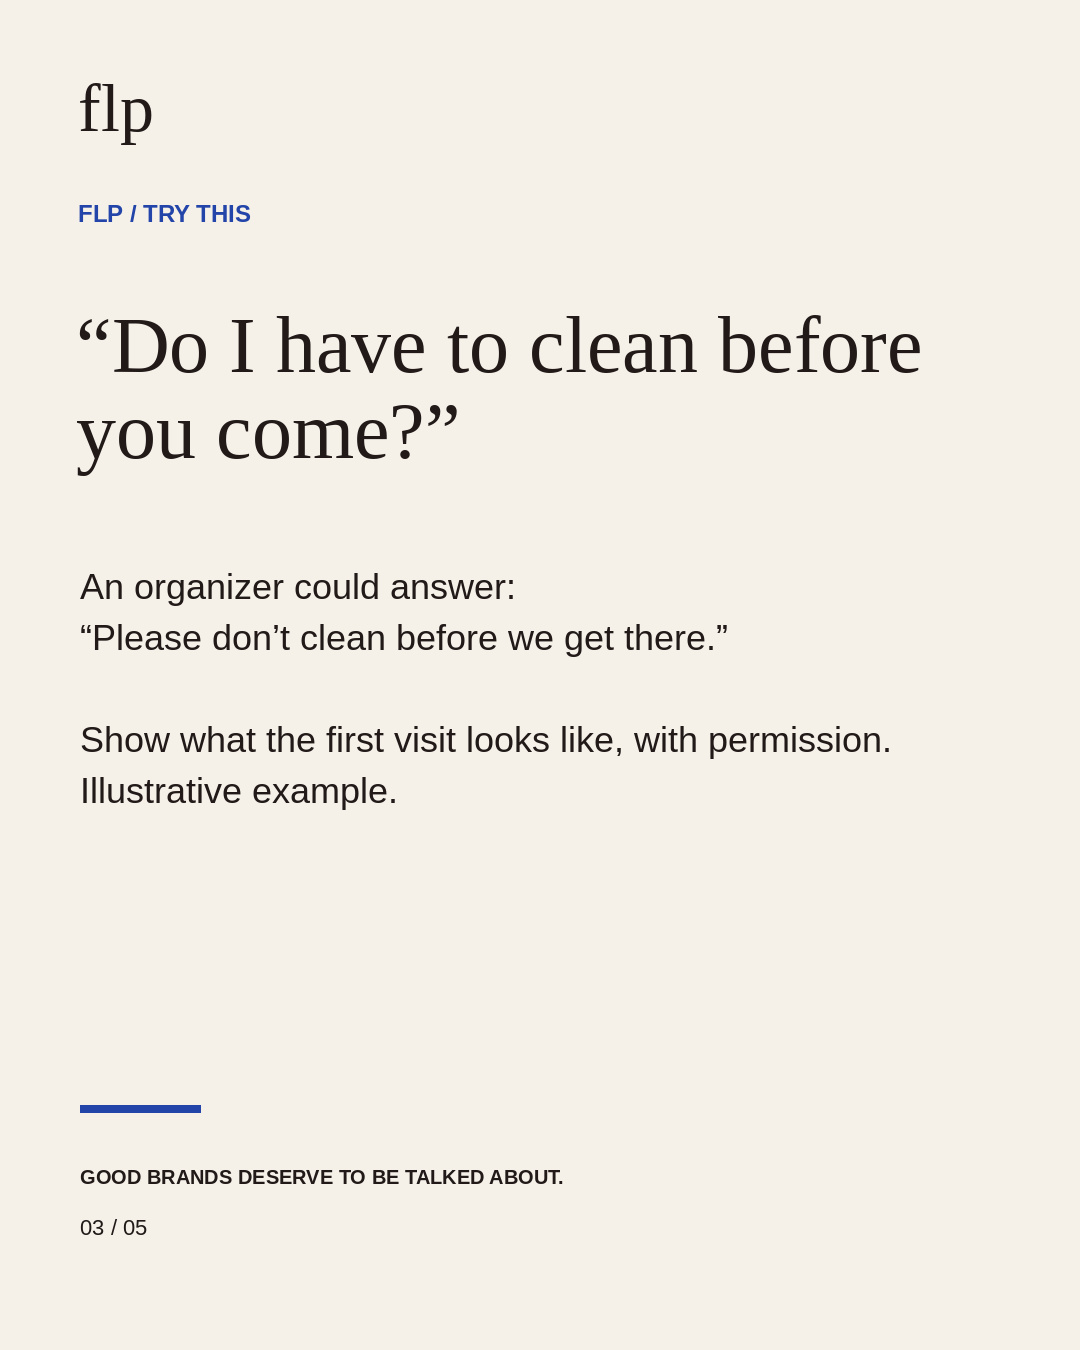 flp
FLP / TRY THIS
“Do I have to clean before
you come?”
An organizer could answer:
“Please don’t clean before we get there.”
Show what the first visit looks like, with permission.
Illustrative example.
GOOD BRANDS DESERVE TO BE TALKED ABOUT.
03 / 05